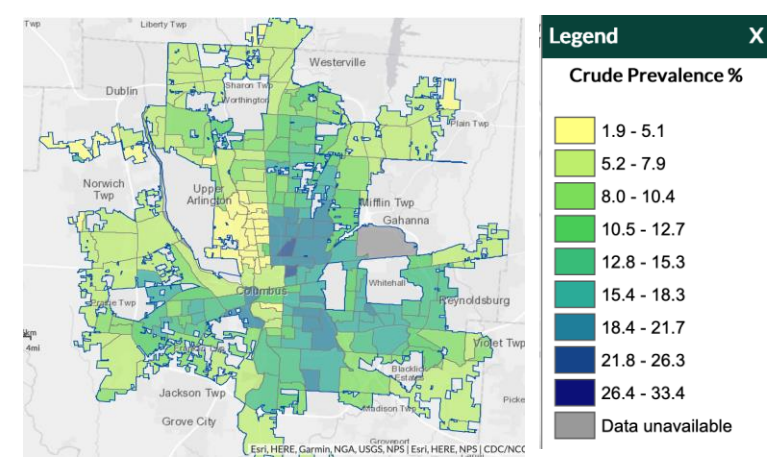 Twp
Liberty Twp
Westerville
Dublin
Sharon Twp
Worthington
Plain Twp
Norwich
Twp
Upper
Arlington
Mifflin Twp
Gahanna
Whitehall
Columbus
Reynoldsburg
Prairie Twp
km
4mi
Violet Twp
Blacklick
Estates
Jackson Twp
Madison Twp
Picke
Grove City
Groveport
Esri, HERE, Garmin, NGA, USGS, NPS | Esri, HERE, NPS | CDC/NCC
Legend X
Crude Prevalence %
1.9 - 5.1
5.2 - 7.9
8.0 - 10.4
10.5 - 12.7
12.8 - 15.3
15.4 - 18.3
18.4 - 21.7
21.8 - 26.3
26.4 - 33.4
Data unavailable